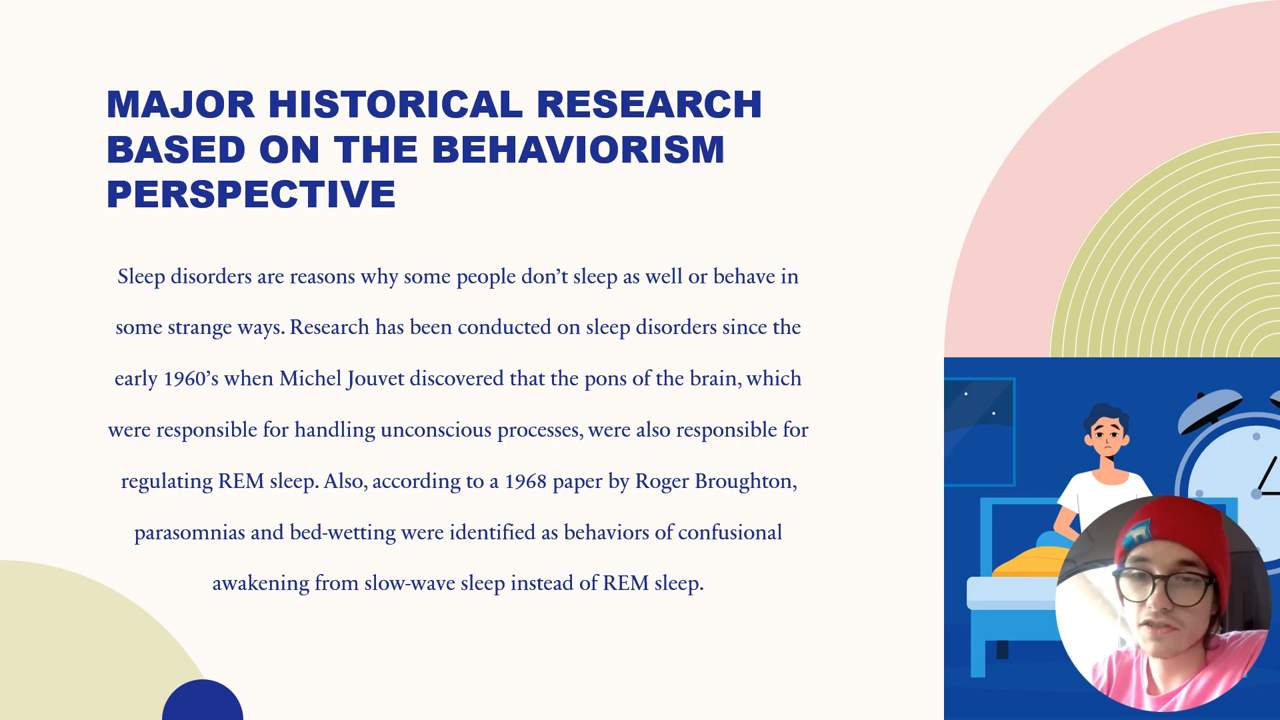 MAJOR HISTORICAL RESEARCH
BASED ON THE BEHAVIORISM
PERSPECTIVE
Sleep disorders are reasons why some people don’t sleep as well or behave in
some strange ways. Research has been conducted on sleep disorders since the
early 1960’s when Michel Jouvet discovered that the pons of the brain, which
were responsible for handling unconscious processes, were also responsible for
regulating REM sleep. Also, according to a 1968 paper by Roger Broughton,
parasomnias and bed-wetting were identified as behaviors of confusional
awakening from slow-wave sleep instead of REM sleep.